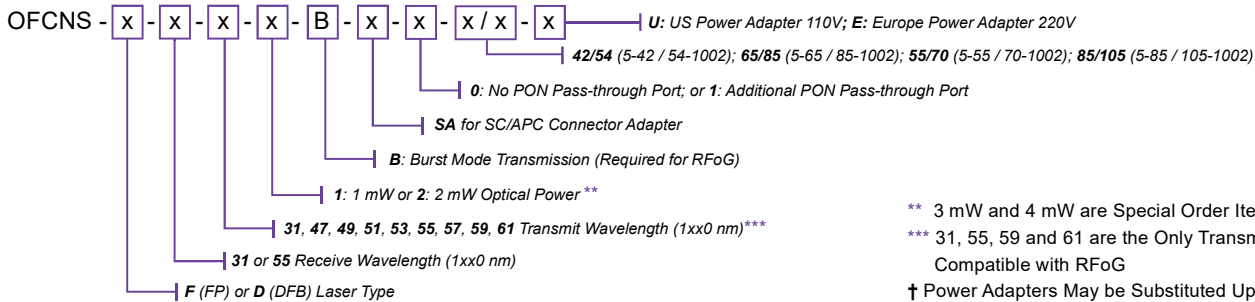 OFCNS - x - x - x - x - B - x - x - x / x - x
U: US Power Adapter 110V; E: Europe Power Adapter 220V
42/54 (5-42 / 54-1002); 65/85 (5-65 / 85-1002); 55/70 (5-55 / 70-1002); 85/105 (5-85 / 105-1002)
0: No PON Pass-through Port; or 1: Additional PON Pass-through Port
SA for SC/APC Connector Adapter
B: Burst Mode Transmission (Required for RFoG)
1: 1 mW or 2: 2 mW Optical Power **
31, 47, 49, 51, 53, 55, 57, 59, 61 Transmit Wavelength (1xx0 nm)***
31 or 55 Receive Wavelength (1xx0 nm)
F (FP) or D (DFB) Laser Type
** 3 mW and 4 mW are Special Order Ite
*** 31, 55, 59 and 61 are the Only Transm
Compatible with RFoG
† Power Adapters May be Substituted Up